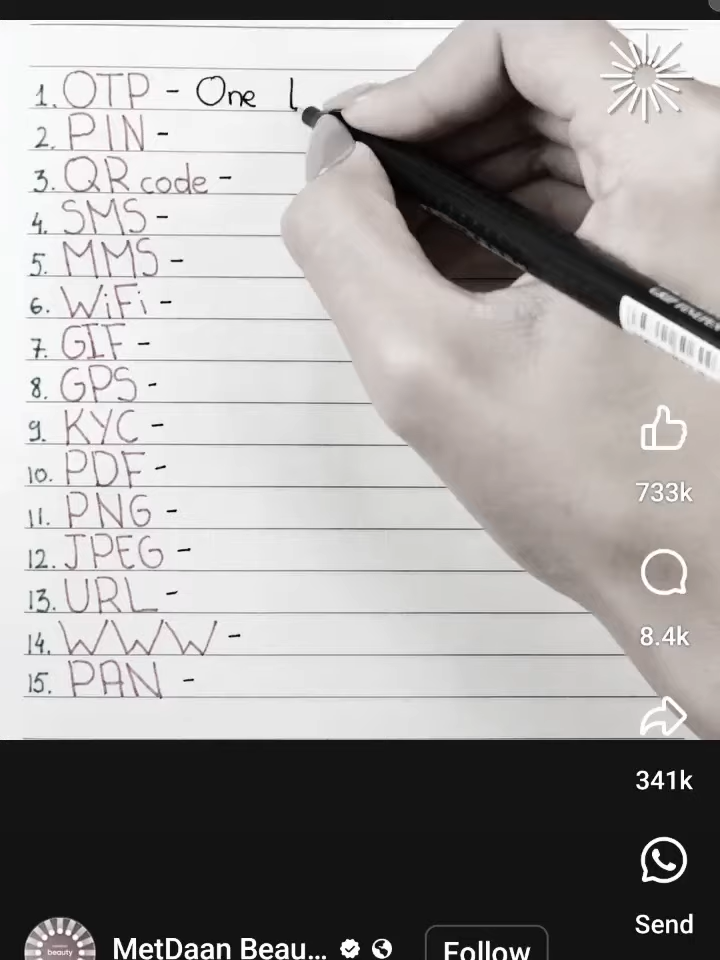 1. OTP - One
2. PIN -
3. QR code -
4. SMS -
5. MMS -
6. WiFi -
7. GIF -
8. GPS -
9. KYC -
10. PDF -
11. PNG -
12. JPEG -
13. URL -
14. WWW -
15. PAN -
733k
8.4k
341k
Send
beauty
MetDaan Beau...
Follow